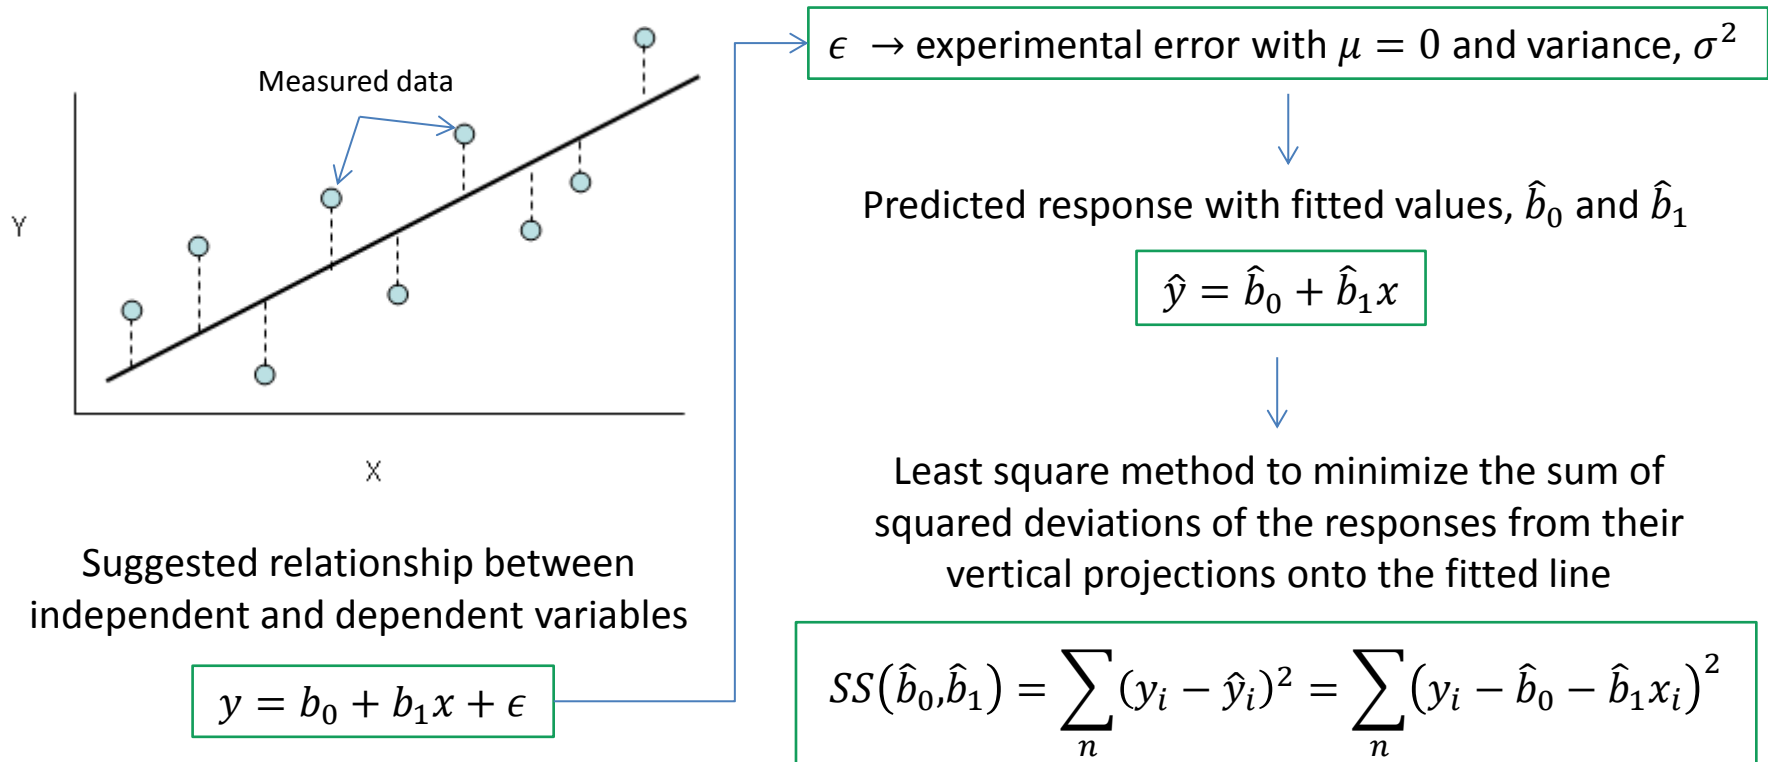 Measured data
Y
X
Suggested relationship between
independent and dependent variables
y = b₀ + b₁x + ϵ
ϵ → experimental error with μ = 0 and variance, σ²
Predicted response with fitted values, b̂₀ and b̂₁
ŷ = b̂₀ + b̂₁x
Least square method to minimize the sum of
squared deviations of the responses from their
vertical projections onto the fitted line
SS(b̂₀,b̂₁) = ∑ₙ(yᵢ − ŷᵢ)² = ∑ₙ(yᵢ − b̂₀ − b̂₁xᵢ)²